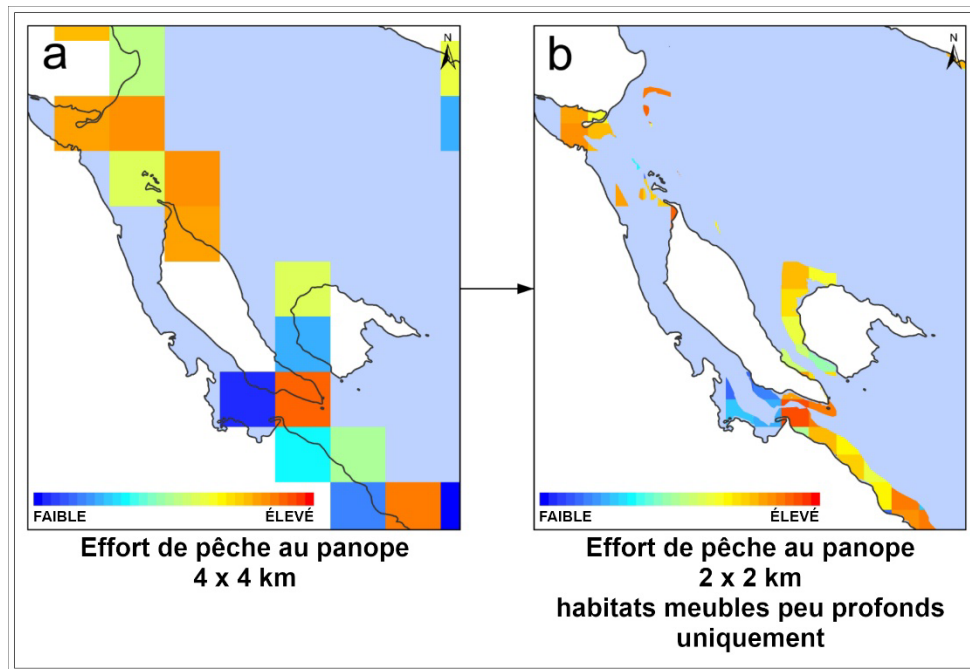 a
N
FAIBLE ÉLEVÉ
Effort de pêche au panope
4 x 4 km
b
N
FAIBLE ÉLEVÉ
Effort de pêche au panope
2 x 2 km
habitats meubles peu profonds
uniquement